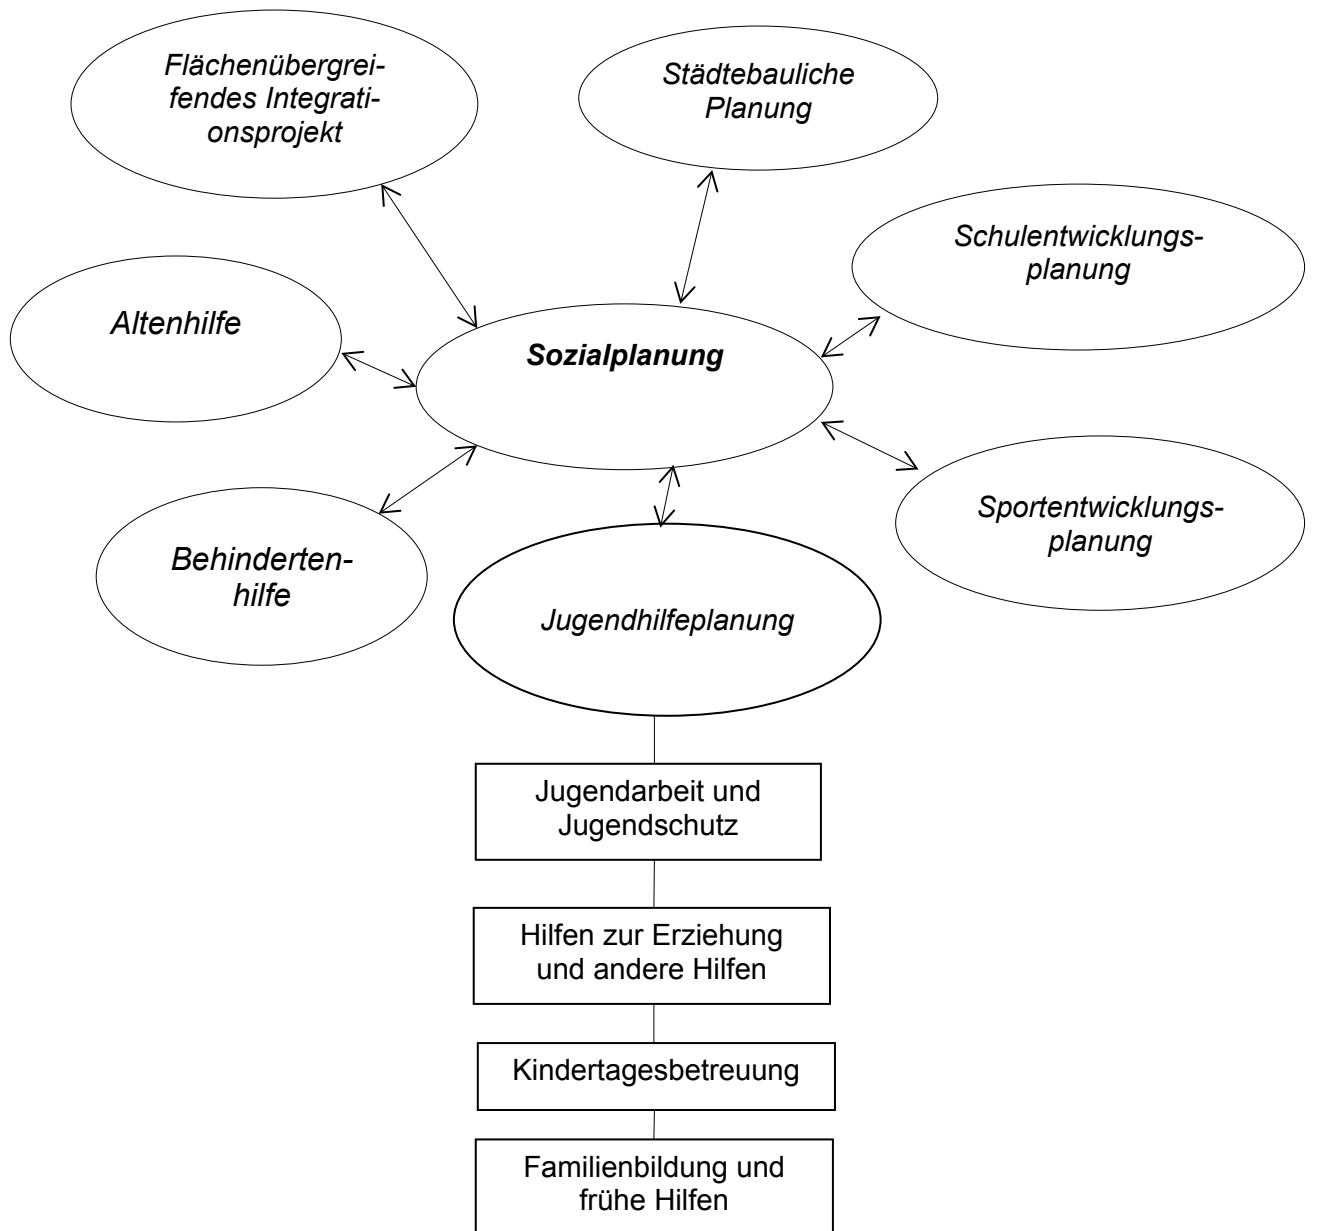 Flächenübergrei-
fendes Integrati-
onsprojekt
Städtebauliche
Planung
Schulentwicklungs-
planung
Altenhilfe
Sozialplanung
Sportentwicklungs-
planung
Behinderten-
hilfe
Jugendhilfeplanung
Jugendarbeit und
Jugendschutz
Hilfen zur Erziehung
und andere Hilfen
Kindertagesbetreuung
Familienbildung und
frühe Hilfen